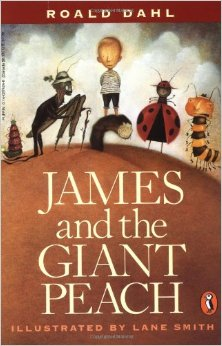 ROALD DAHL
JAMES
and the
GIANT
PEACH
ILLUSTRATED BY LANE SMITH